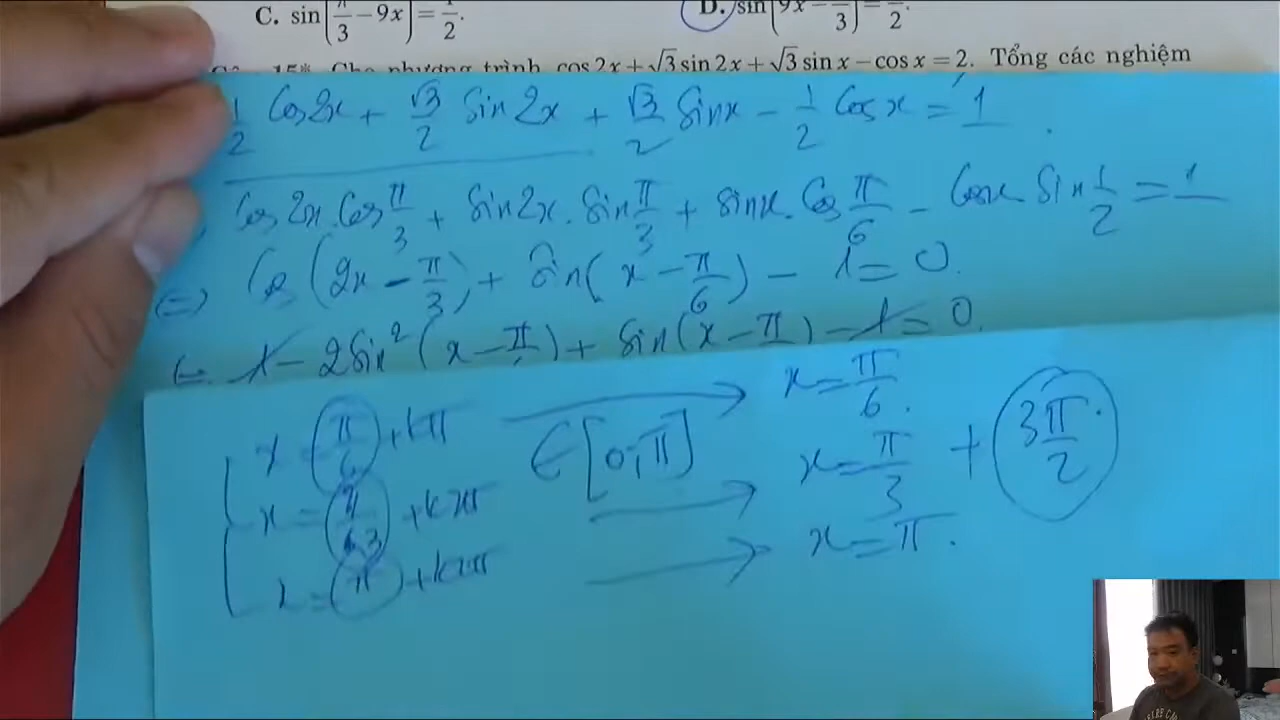 C. sin(π/3 − 9x) = 1/2. D. sin(9x − π/3) = 1/2.
15*. Cho phương trình cos 2x + √3 sin 2x + √3 sin x − cos x = 2. Tổng các nghiệm
1/2 Cos2x + √3/2 Sin 2x + √3/2 Sinx − 1/2 Cosx = 1
Cos 2x.Cos π/3 + Sin2x.Sin π/3 + Sinx.Cos π/6 − Cosx Sin 1/2 = 1
⇔ Cos(2x − π/3) + Sin(x − π/6) − 1 = 0.
1 − 2Sin²(x − π/) + Sin(x − π/) − 1 = 0.
x = π/6 + kπ ∈ [0;π] x = π/6.
x = π/3 + k2π x = π/3 + 3π/2
x = π + k2π x = π.